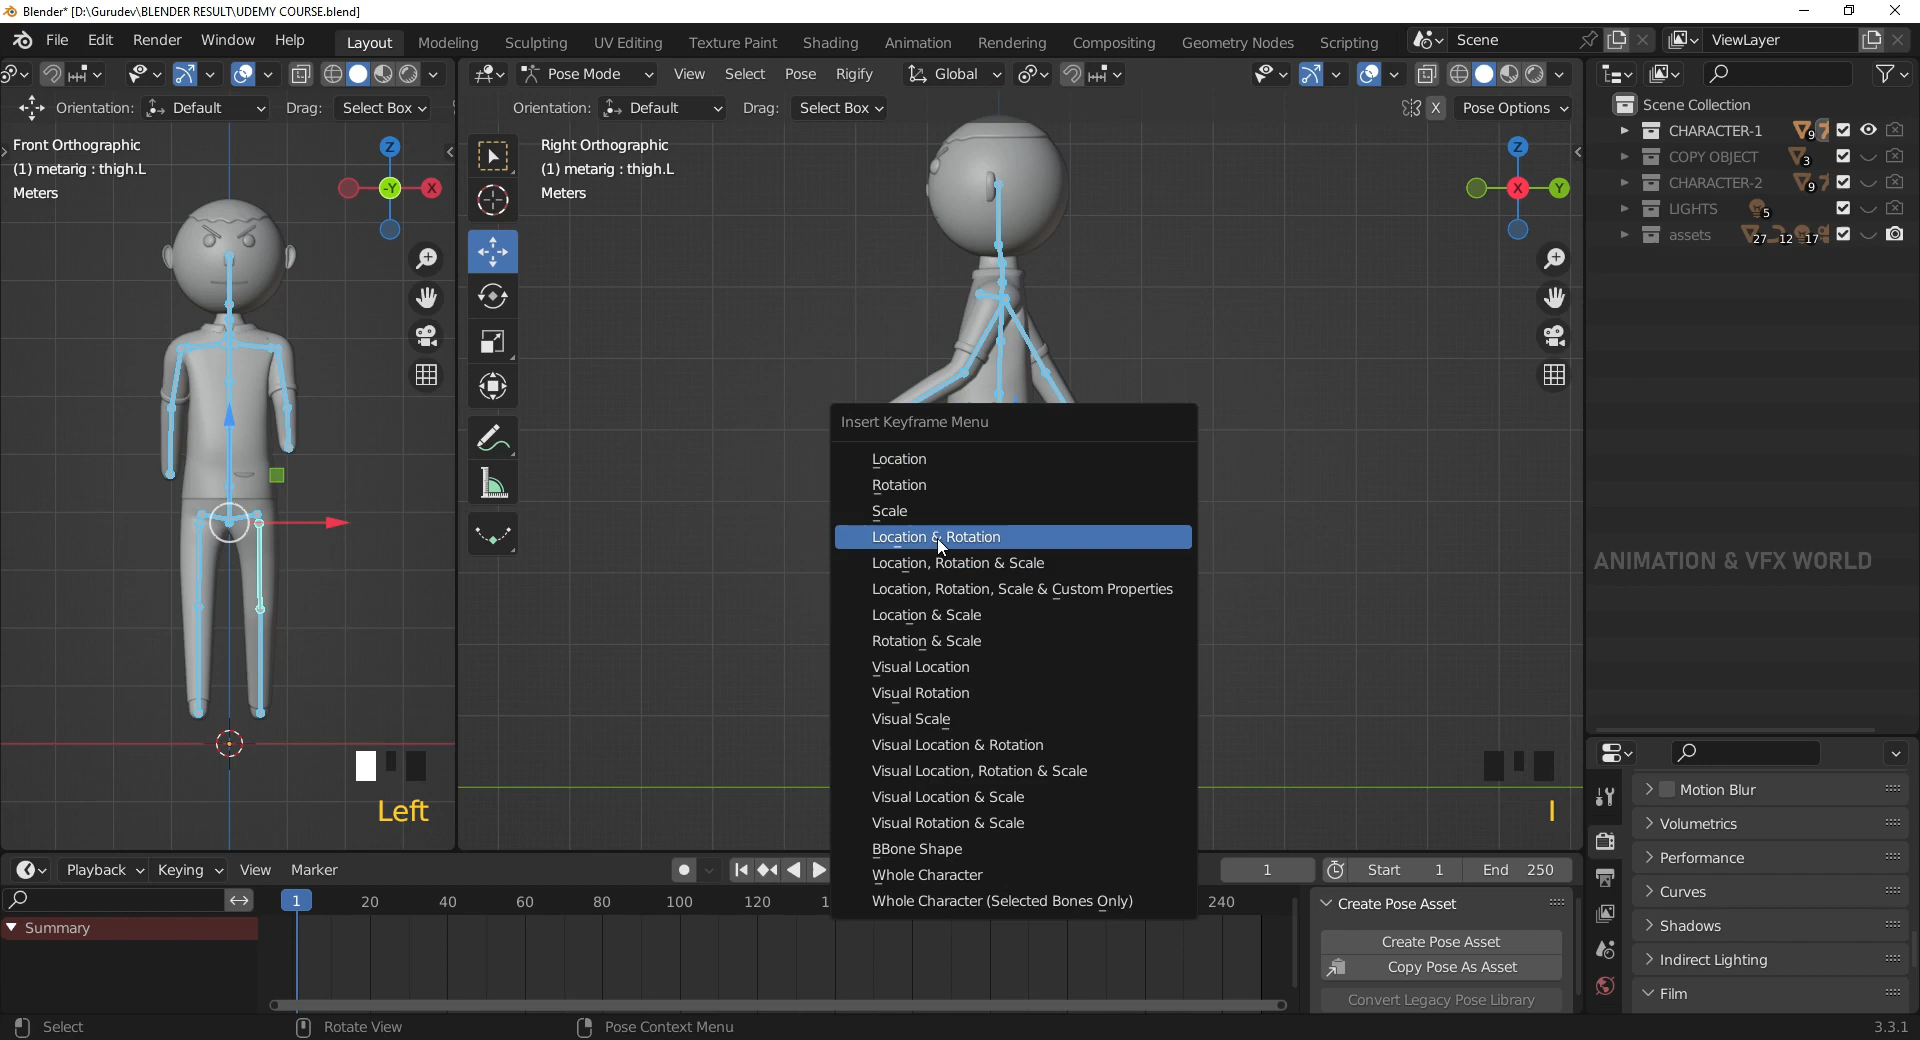 Blender* [D:\Gurudev\BLENDER RESULT\UDEMY COURSE.blend]
File Edit Render Window Help Layout Modeling Sculpting UV Editing Texture Paint Shading Animation Rendering Compositing Geometry Nodes Scripting Scene ViewLayer
Pose Mode View Select Pose Rigify Global
Orientation: Default Drag: Select Box Orientation: Default Drag: Select Box X Pose Options
Scene Collection
CHARACTER-1 9
COPY OBJECT 3
CHARACTER-2 9
LIGHTS 5
assets 27 12 17
Front Orthographic
(1) metarig : thigh.L
Meters
Z
-Y X
Right Orthographic
(1) metarig : thigh.L
Meters
Z
X Y
Insert Keyframe Menu
Location
Rotation
Scale
Location & Rotation
Location, Rotation & Scale
Location, Rotation, Scale & Custom Properties
Location & Scale
Rotation & Scale
Visual Location
Visual Rotation
Visual Scale
Visual Location & Rotation
Visual Location, Rotation & Scale
Visual Location & Scale
Visual Rotation & Scale
BBone Shape
Whole Character
Whole Character (Selected Bones Only)
ANIMATION & VFX WORLD
Left
I
Motion Blur
Volumetrics
Performance
Curves
Shadows
Indirect Lighting
Film
Playback Keying View Marker 1 Start 1 End 250
1 20 40 60 80 100 120 1 240
Summary
Create Pose Asset
Create Pose Asset
Copy Pose As Asset
Convert Legacy Pose Library
Select Rotate View Pose Context Menu 3.3.1